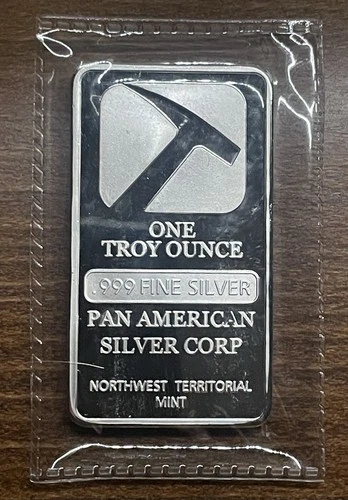 ONE
TROY OUNCE
.999 FINE SILVER
PAN AMERICAN
SILVER CORP
NORTHWEST TERRITORIAL
MINT